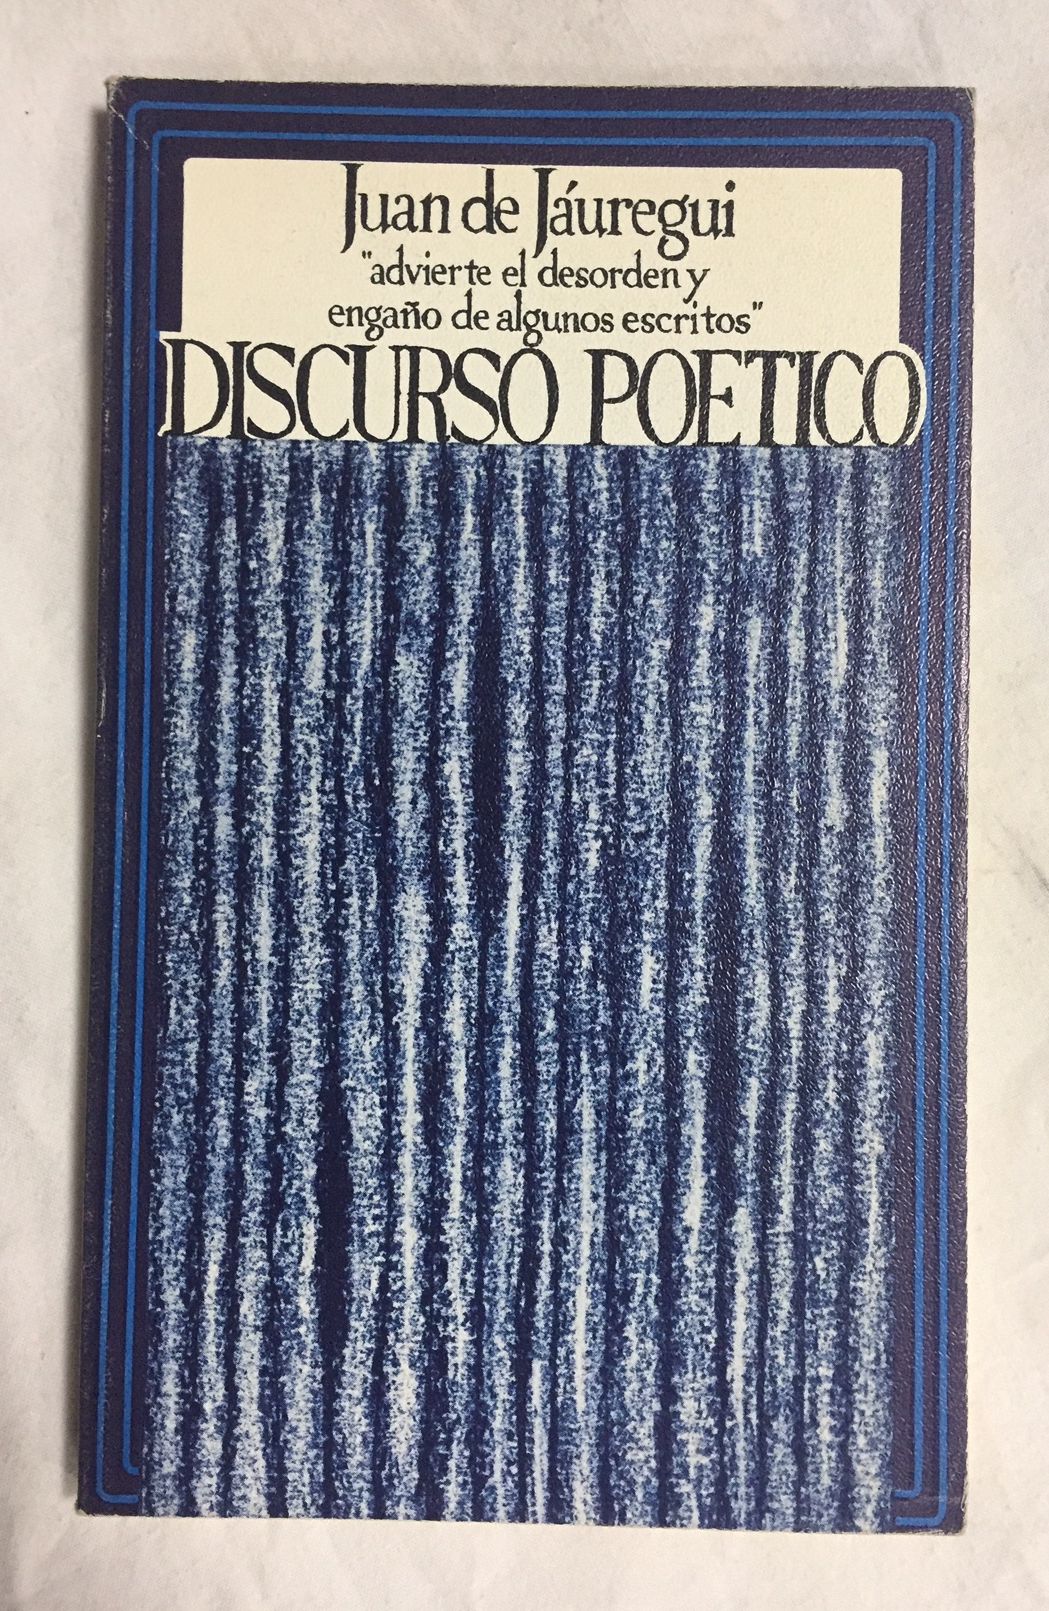 Juan de Jáuregui
"advierte el desorden y
engaño de algunos escritos"
DISCURSO POETICO